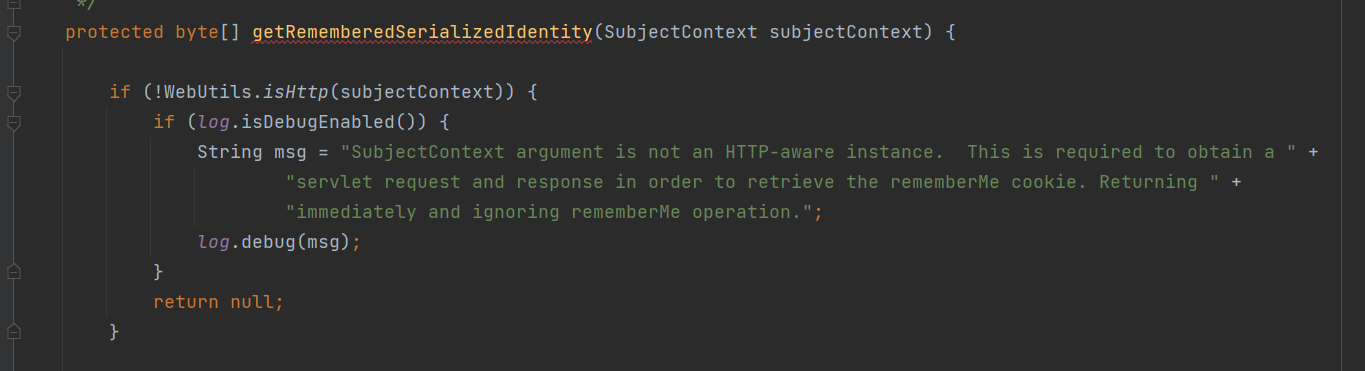 */
protected byte[] getRememberedSerializedIdentity(SubjectContext subjectContext) {
if (!WebUtils.isHttp(subjectContext)) {
if (log.isDebugEnabled()) {
String msg = "SubjectContext argument is not an HTTP-aware instance.  This is required to obtain a " +
"servlet request and response in order to retrieve the rememberMe cookie. Returning " +
"immediately and ignoring rememberMe operation.";
log.debug(msg);
}
return null;
}